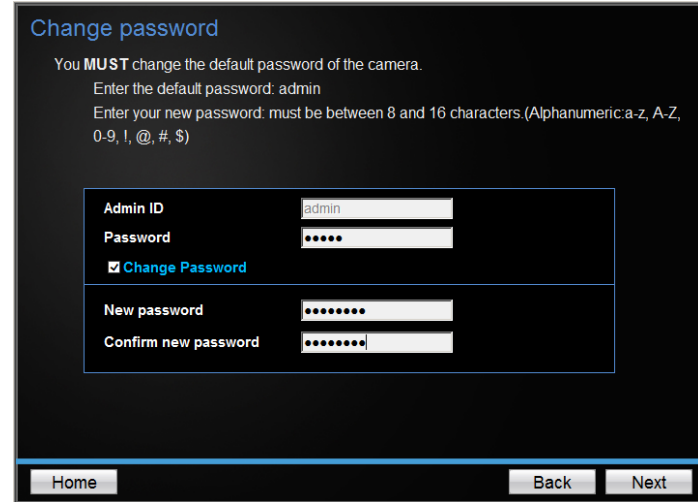 Change password
You MUST change the default password of the camera.
Enter the default password: admin
Enter your new password: must be between 8 and 16 characters.(Alphanumeric:a-z, A-Z,
0-9, !, @, #, $)
Admin ID admin
Password •••••
Change Password
New password ••••••••
Confirm new password ••••••••
Home Back Next